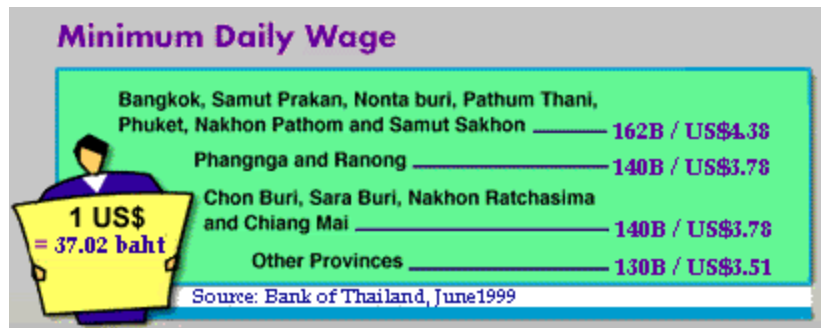 Minimum Daily Wage
Bangkok, Samut Prakan, Nonta buri, Pathum Thani,
Phuket, Nakhon Pathom and Samut Sakhon 162B / US$4.38
Phangnga and Ranong 140B / US$3.78
Chon Buri, Sara Buri, Nakhon Ratchasima
and Chiang Mai 140B / US$3.78
Other Provinces 130B / US$3.51
1 US$
= 37.02 baht
Source: Bank of Thailand, June1999